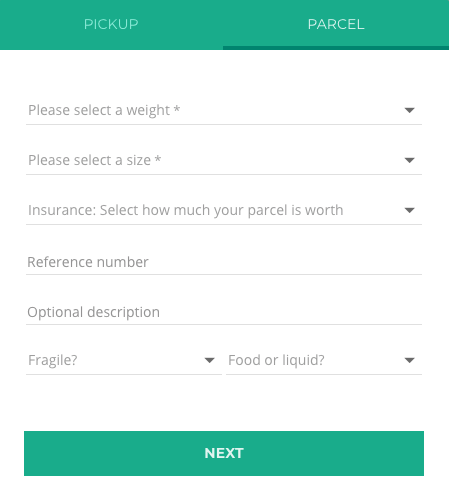 PICKUP PARCEL
Please select a weight *
Please select a size *
Insurance: Select how much your parcel is worth
Reference number
Optional description
Fragile? Food or liquid?
NEXT